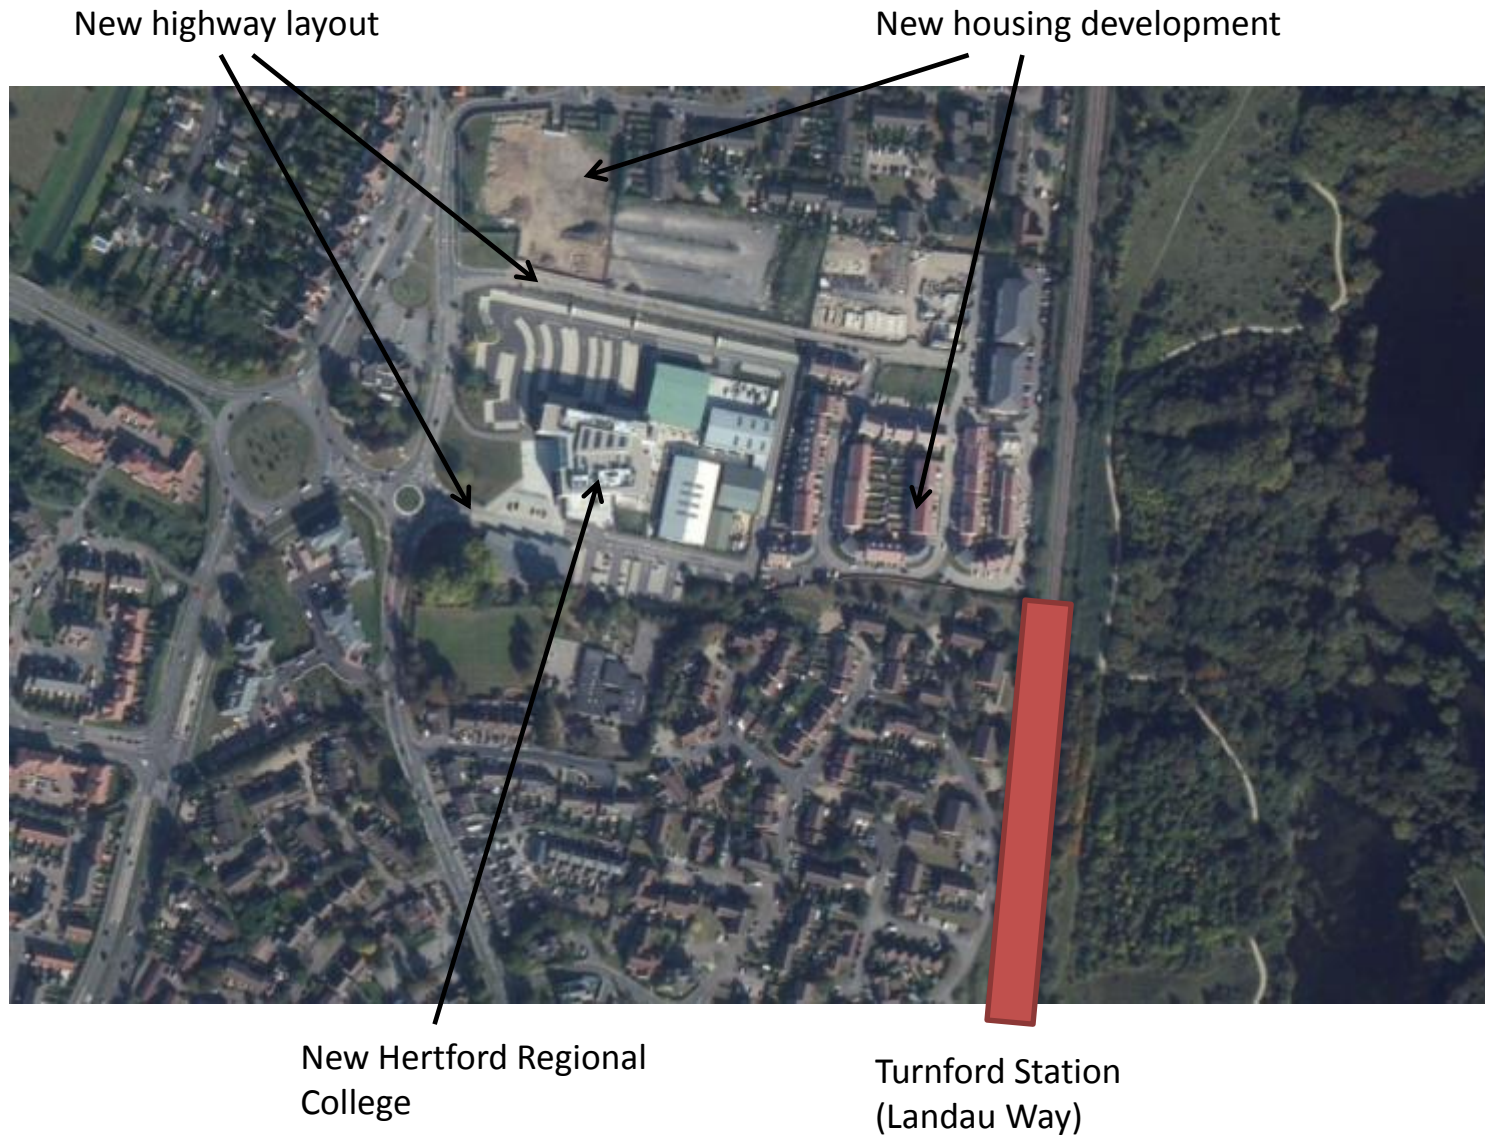 New highway layout
New housing development
New Hertford Regional
College
Turnford Station
(Landau Way)